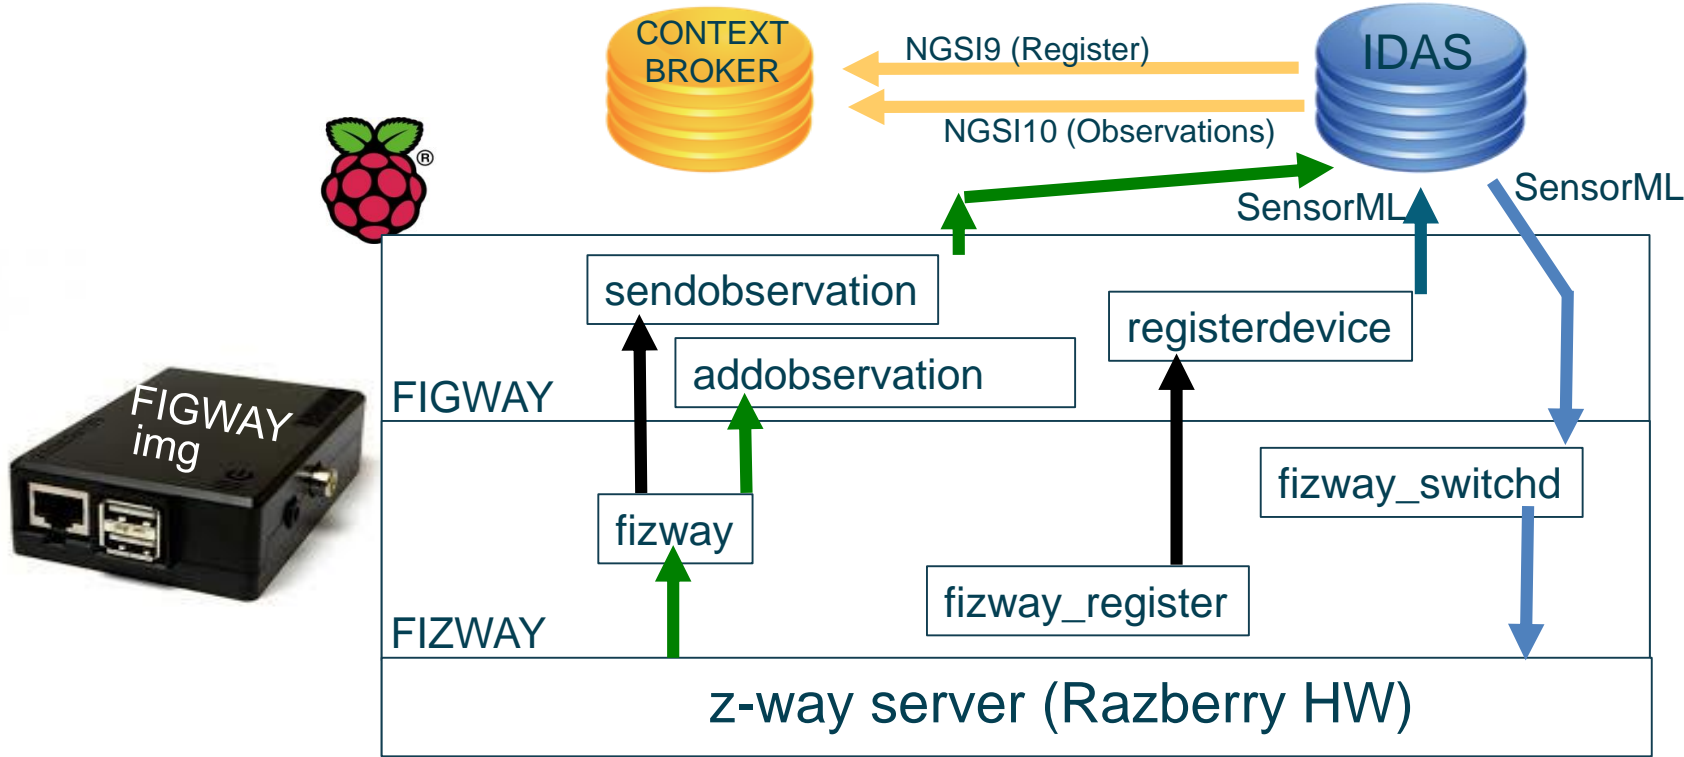 CONTEXT
BROKER
NGSI9 (Register)
IDAS
NGSI10 (Observations)
®
SensorML
SensorML
sendobservation
registerdevice
addobservation
FIGWAY
FIGWAY
img
fizway_switchd
fizway
fizway_register
FIZWAY
z-way server (Razberry HW)